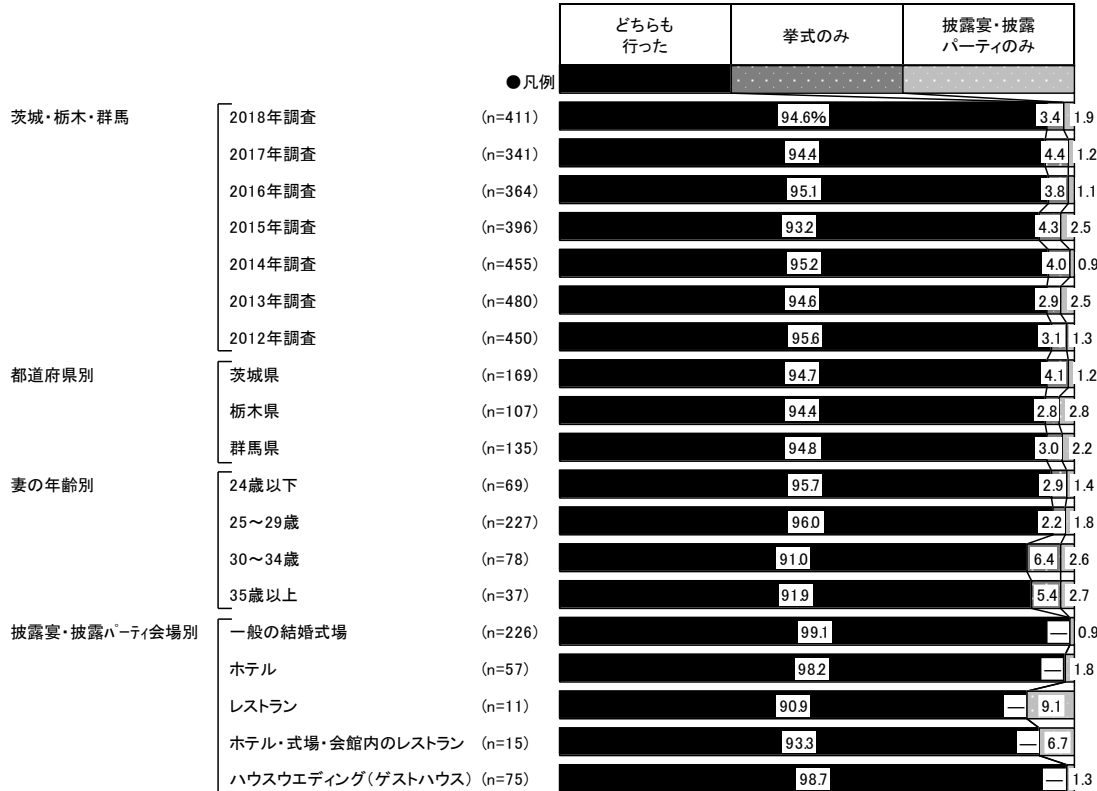 どちらも
行った
挙式のみ
披露宴・披露
パーティのみ
●凡例
茨城・栃木・群馬
2018年調査 (n=411) 94.6% 3.4 1.9
2017年調査 (n=341) 94.4 4.4 1.2
2016年調査 (n=364) 95.1 3.8 1.1
2015年調査 (n=396) 93.2 4.3 2.5
2014年調査 (n=455) 95.2 4.0 0.9
2013年調査 (n=480) 94.6 2.9 2.5
2012年調査 (n=450) 95.6 3.1 1.3
都道府県別
茨城県 (n=169) 94.7 4.1 1.2
栃木県 (n=107) 94.4 2.8 2.8
群馬県 (n=135) 94.8 3.0 2.2
妻の年齢別
24歳以下 (n=69) 95.7 2.9 1.4
25～29歳 (n=227) 96.0 2.2 1.8
30～34歳 (n=78) 91.0 6.4 2.6
35歳以上 (n=37) 91.9 5.4 2.7
披露宴・披露ﾊﾟｰﾃｨ会場別
一般の結婚式場 (n=226) 99.1 ― 0.9
ホテル (n=57) 98.2 ― 1.8
レストラン (n=11) 90.9 ― 9.1
ホテル・式場・会館内のレストラン (n=15) 93.3 ― 6.7
ハウスウエディング(ゲストハウス) (n=75) 98.7 ― 1.3